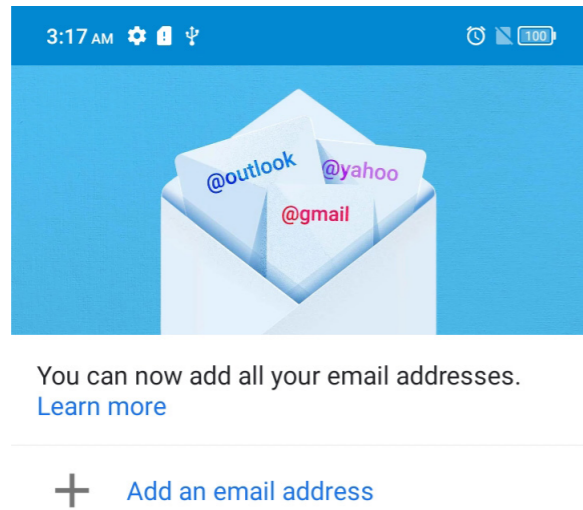 3:17 AM 100
@outlook @yahoo
@gmail
You can now add all your email addresses.
Learn more
Add an email address